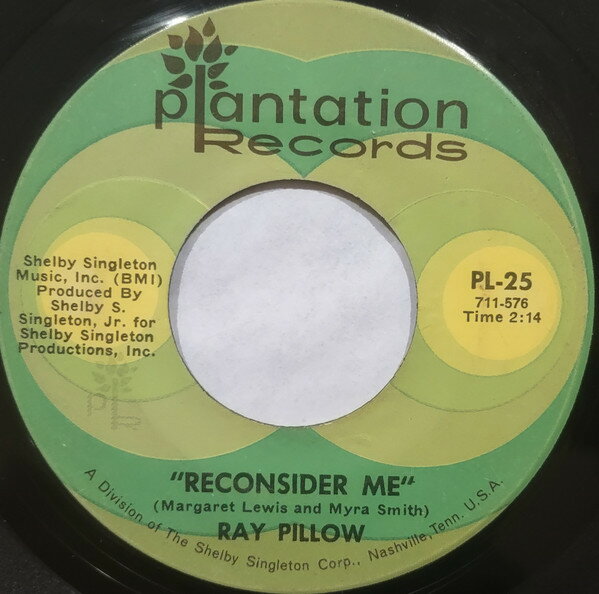 plantation
Records
Shelby Singleton
Music, Inc. (BMI)
Produced By
Shelby S.
Singleton, Jr. for
Shelby Singleton
Productions, Inc.
PL-25
711-576
Time 2:14
"RECONSIDER ME"
(Margaret Lewis and Myra Smith)
RAY PILLOW
A Division of The Shelby Singleton Corp., Nashville, Tenn. U.S.A.